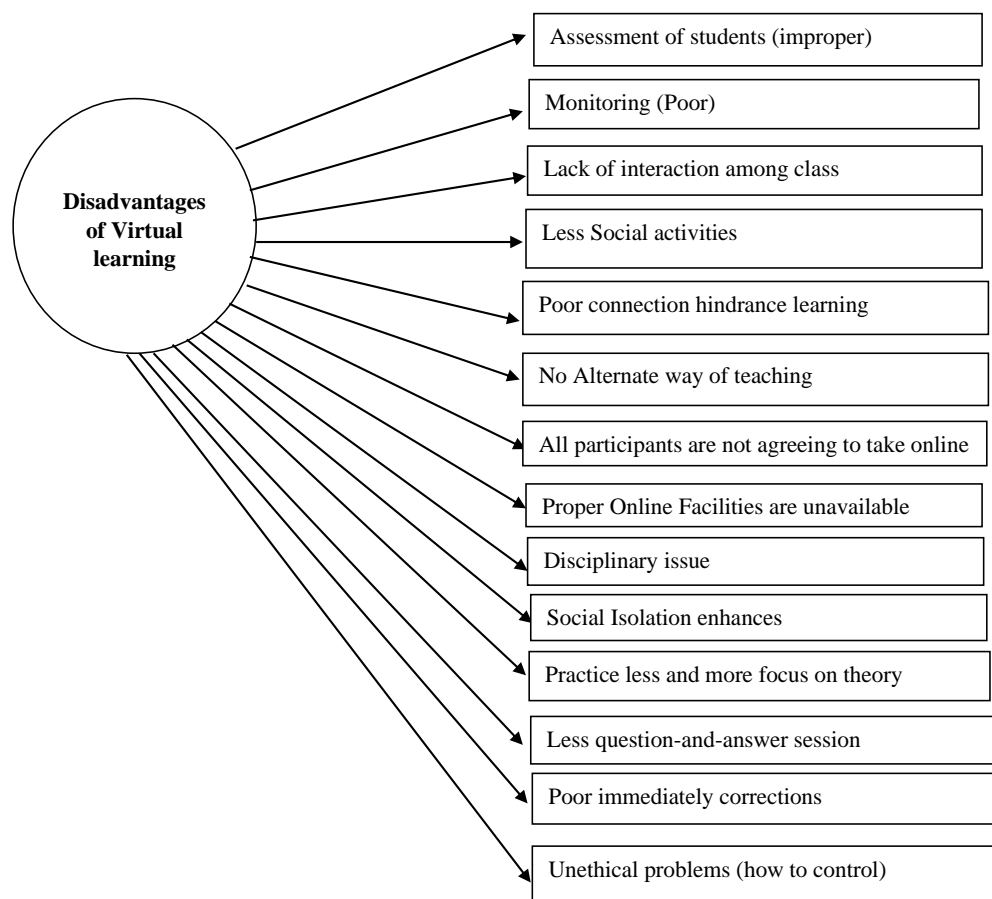 Disadvantages
of Virtual
learning
Assessment of students (improper)
Monitoring (Poor)
Lack of interaction among class
Less Social activities
Poor connection hindrance learning
No Alternate way of teaching
All participants are not agreeing to take online
Proper Online Facilities are unavailable
Disciplinary issue
Social Isolation enhances
Practice less and more focus on theory
Less question-and-answer session
Poor immediately corrections
Unethical problems (how to control)